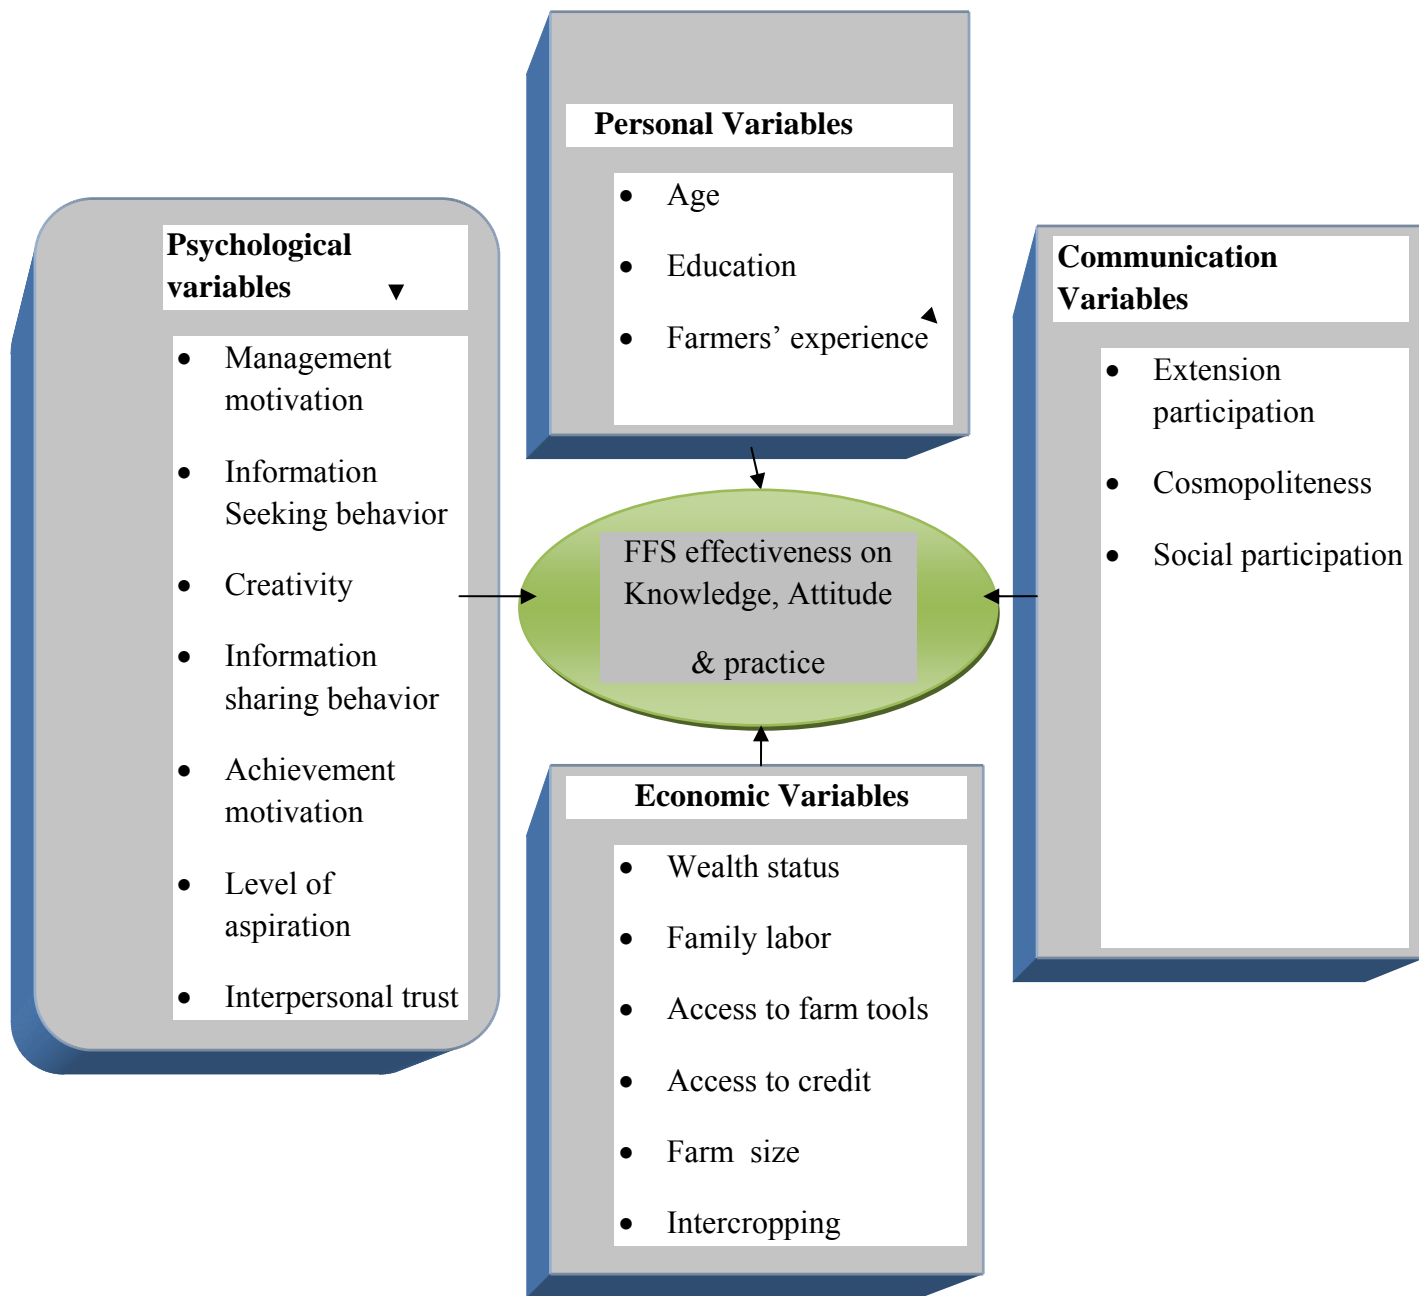 Personal Variables
• Age
• Education
• Farmers’ experience
Psychological
variables
• Management
motivation
• Information
Seeking behavior
• Creativity
• Information
sharing behavior
• Achievement
motivation
• Level of
aspiration
• Interpersonal trust
FFS effectiveness on
Knowledge, Attitude
& practice
Communication
Variables
• Extension
participation
• Cosmopoliteness
• Social participation
Economic Variables
• Wealth status
• Family labor
• Access to farm tools
• Access to credit
• Farm  size
• Intercropping